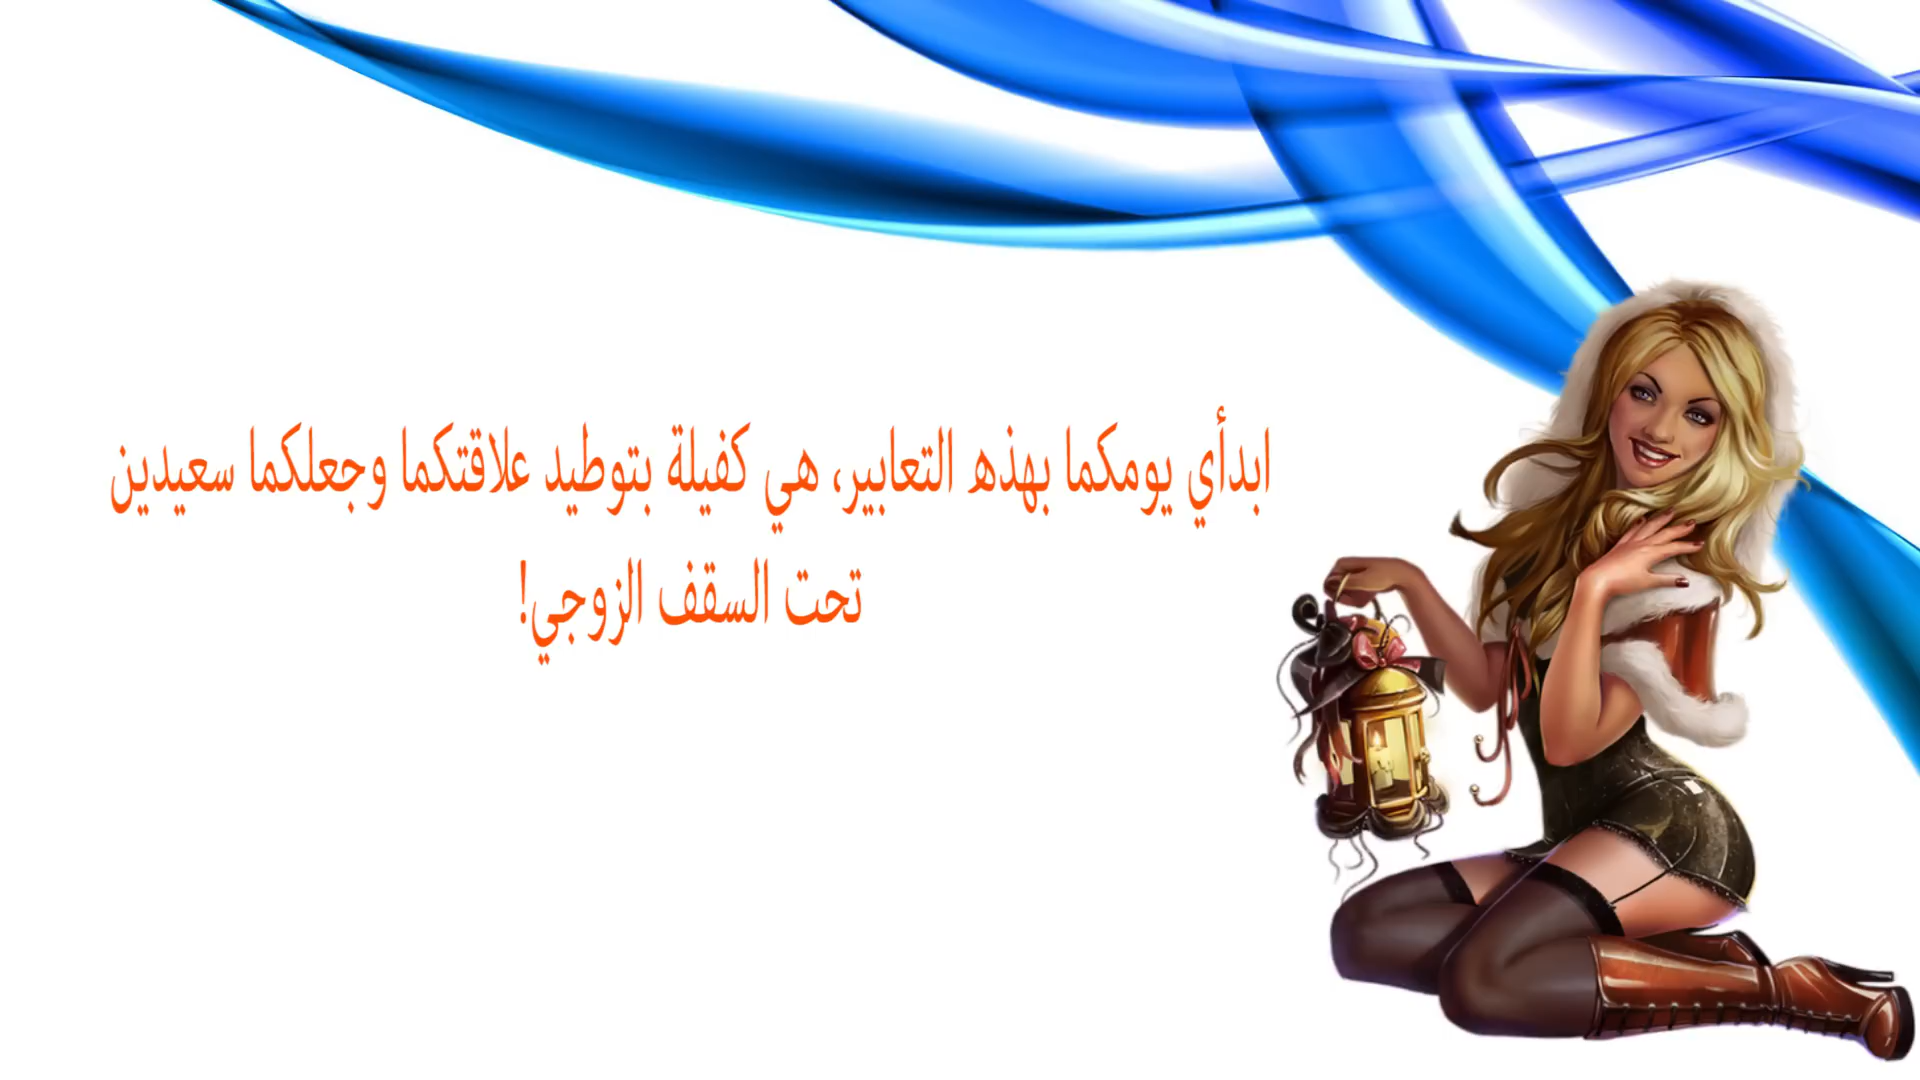 ابدأي يومكما بهذه التعابير، هي كفيلة بتوطيد علاقتكما وجعلكما سعيدين
تحت السقف الزوجي!